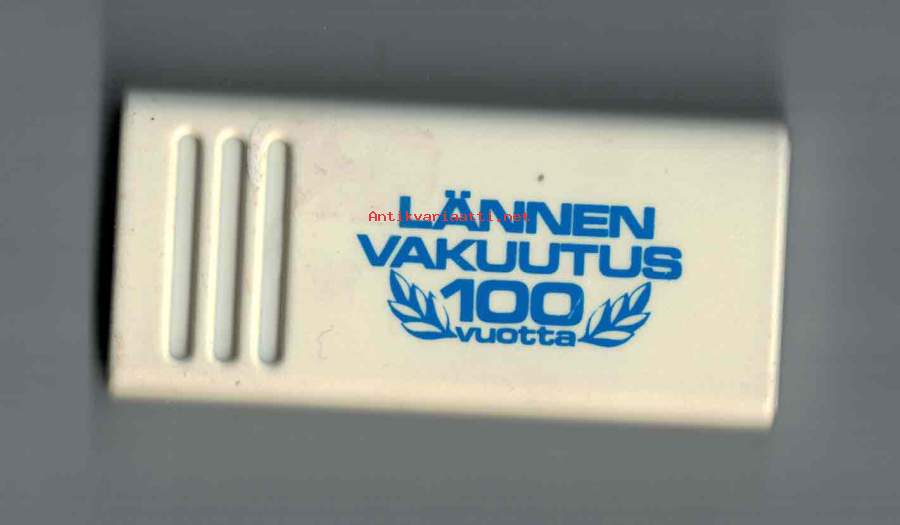 LÄNNEN
Antikvariaatti.net
VAKUUTUS
100
vuotta